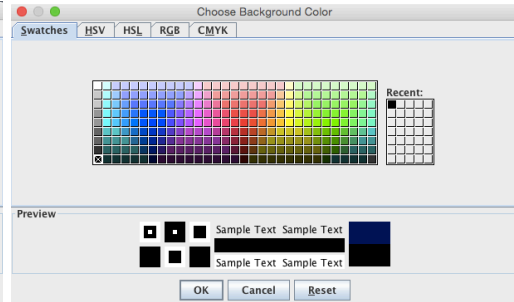 Choose Background Color
Swatches HSV HSL RGB CMYK
Recent:
Preview
Sample Text Sample Text
Sample Text Sample Text
OK Cancel Reset